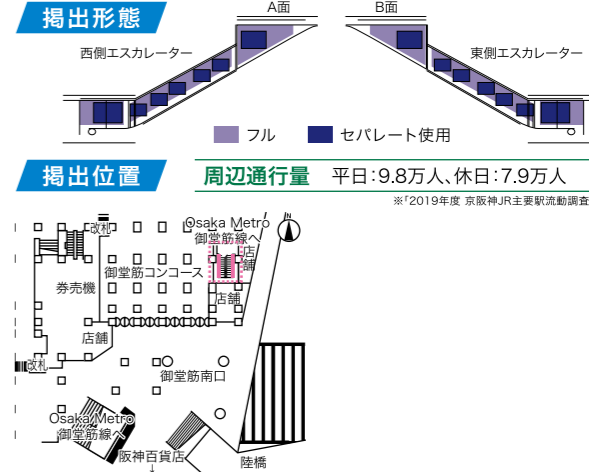 掲出形態
A面
B面
西側エスカレーター
東側エスカレーター
フル
セパレート使用
掲出位置
周辺通行量 平日:9.8万人、休日:7.9万人
※「2019年度 京阪神JR主要駅流動調査
改札
Osaka Metro
御堂筋線へ
IN
店舗
御堂筋コンコース
券売機
店舗
店舗
改札
御堂筋南口
Osaka Metro
御堂筋線へ
阪神百貨店
↓
陸橋